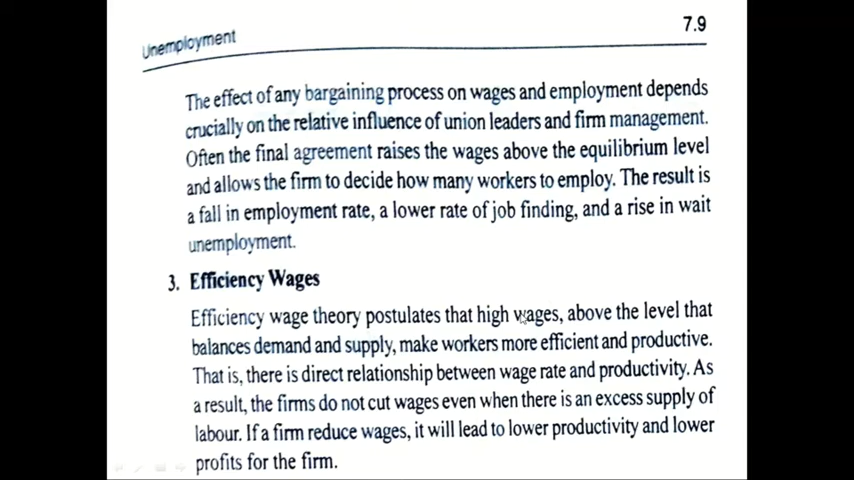 Unemployment
7.9
The effect of any bargaining process on wages and employment depends
crucially on the relative influence of union leaders and firm management.
Often the final agreement raises the wages above the equilibrium level
and allows the firm to decide how many workers to employ. The result is
a fall in employment rate, a lower rate of job finding, and a rise in wait
unemployment.
3. Efficiency Wages
Efficiency wage theory postulates that high wages, above the level that
balances demand and supply, make workers more efficient and productive.
That is, there is direct relationship between wage rate and productivity. As
a result, the firms do not cut wages even when there is an excess supply of
labour. If a firm reduce wages, it will lead to lower productivity and lower
profits for the firm.